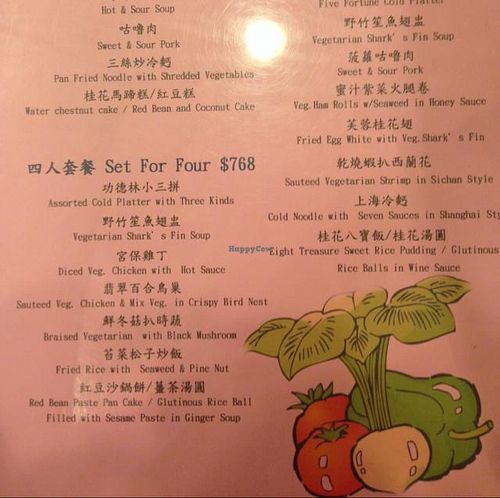 Hot & Sour Soup
咕嚕肉
Sweet & Sour Pork
三絲炒冷麪
Pan Fried Noodle with Shredded Vegetables
桂花馬蹄糕/紅豆糕
Water chestnut cake / Red Bean and Coconut Cake
四人套餐 Set For Four $768
功德林小三拼
Assorted Cold Platter with Three Kinds
野竹笙魚翅盅
Vegetarian Shark's Fin Soup
宮保雞丁
Diced Veg. Chicken with Hot Sauce
翡翠百合鳥巢
Sauteed Veg. Chicken & Mix Veg. in Crispy Bird Nest
鮮冬菇扒時蔬
Braised Vegetarian with Black Mushroom
苔菜松子炒飯
Fried Rice with Seaweed & Pine Nut
紅豆沙鍋餅/薑茶湯圓
Red Bean Paste Pan Cake / Glutinous Rice Ball
Filled with Sesame Paste in Ginger Soup
Five Fortune Cold Platter
野竹笙魚翅盅
Vegetarian Shark's Fin Soup
菠蘿咕嚕肉
Sweet & Sour Pork
蜜汁紫菜火腿卷
Veg.Ham Rolls w/Seaweed in Honey Sauce
芙蓉桂花翅
Fried Egg White with Veg.Shark's Fin
乾燒蝦扒西蘭花
Sauteed Vegetarian Shrimp in Sichan Style
上海冷麪
Cold Noodle with Seven Sauces in Shanghai Sty
桂花八寶飯/桂花湯圓
Eight Treasure Sweet Rice Pudding / Glutinous
Rice Balls in Wine Sauce
HappyCow